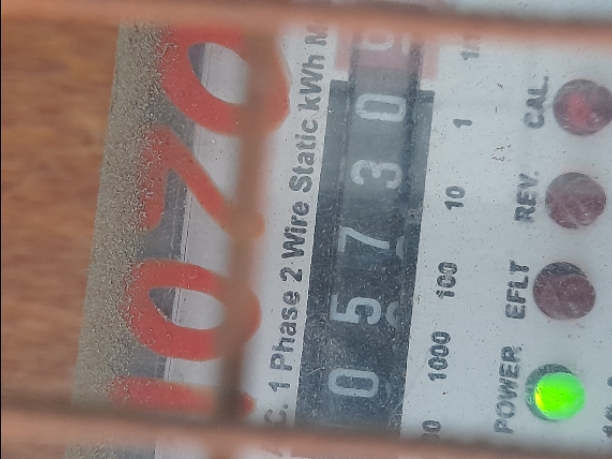 1070
A.C. 1 Phase 2 Wire Static kWh M
0 5 7 3 0
00 1000 100 10 1
POWER EFLT REV. CAL.